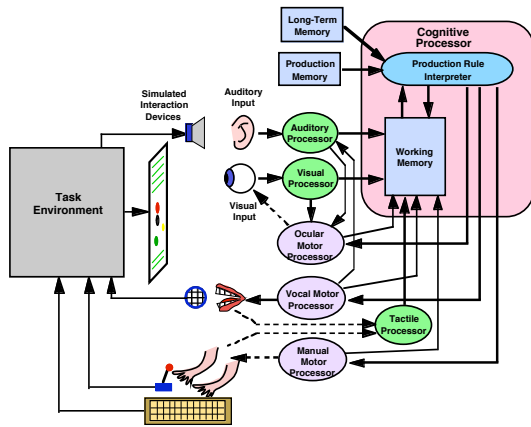 Long-Term
Memory
Cognitive
Processor
Production
Memory
Production Rule
Interpreter
Simulated
Interaction
Devices
Auditory
Input
Auditory
Processor
Working
Memory
Visual
Processor
Task
Environment
Visual
Input
Ocular
Motor
Processor
Vocal Motor
Processor
Tactile
Processor
Manual
Motor
Processor